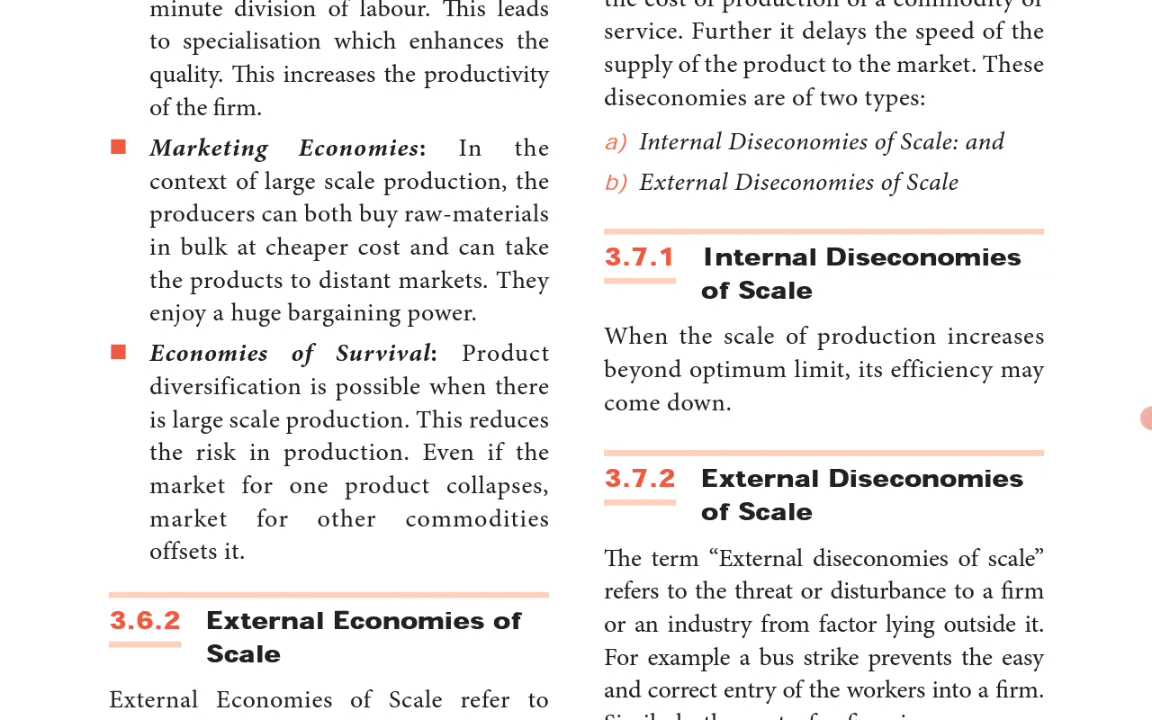 minute division of labour. This leads
to specialisation which enhances the
quality. This increases the productivity
of the firm.
Marketing Economies: In the
context of large scale production, the
producers can both buy raw-materials
in bulk at cheaper cost and can take
the products to distant markets. They
enjoy a huge bargaining power.
Economies of Survival: Product
diversification is possible when there
is large scale production. This reduces
the risk in production. Even if the
market for one product collapses,
market for other commodities
offsets it.
3.6.2 External Economies of
Scale
External Economies of Scale refer to
the cost of production of a commodity or
service. Further it delays the speed of the
supply of the product to the market. These
diseconomies are of two types:
a) Internal Diseconomies of Scale: and
b) External Diseconomies of Scale
3.7.1 Internal Diseconomies
of Scale
When the scale of production increases
beyond optimum limit, its efficiency may
come down.
3.7.2 External Diseconomies
of Scale
The term “External diseconomies of scale”
refers to the threat or disturbance to a firm
or an industry from factor lying outside it.
For example a bus strike prevents the easy
and correct entry of the workers into a firm.